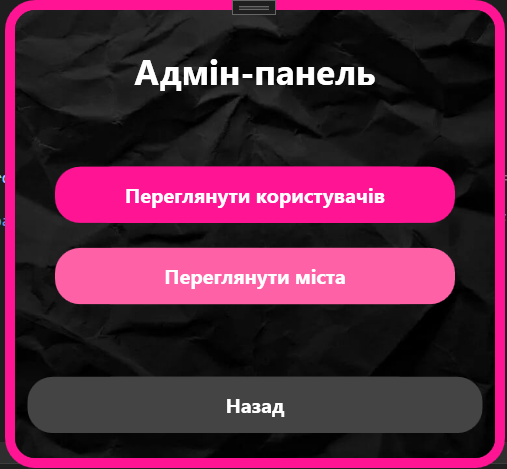 Адмін-панель
Переглянути користувачів
Переглянути міста
Назад